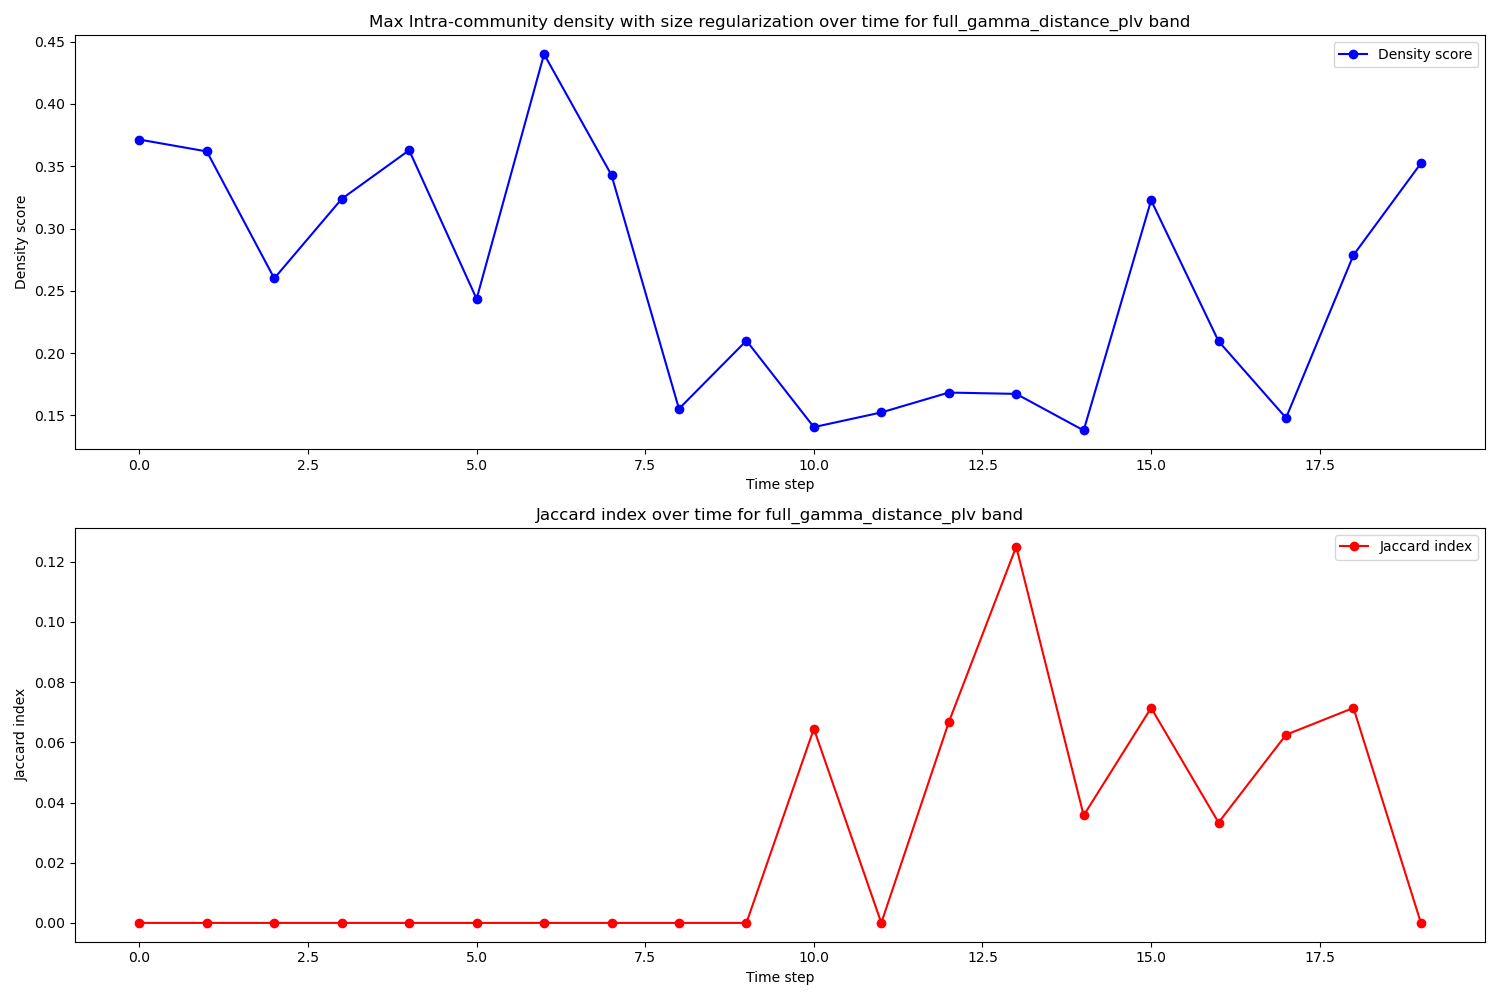 Max Intra-community density with size regularization over time for full_gamma_distance_plv band
0.45
0.40
0.35
0.30
0.25
0.20
0.15
Density score
Density score
0.0 2.5 5.0 7.5 10.0 12.5 15.0 17.5
Time step
Jaccard index over time for full_gamma_distance_plv band
0.12
0.10
0.08
0.06
0.04
0.02
0.00
Jaccard index
Jaccard index
0.0 2.5 5.0 7.5 10.0 12.5 15.0 17.5
Time step